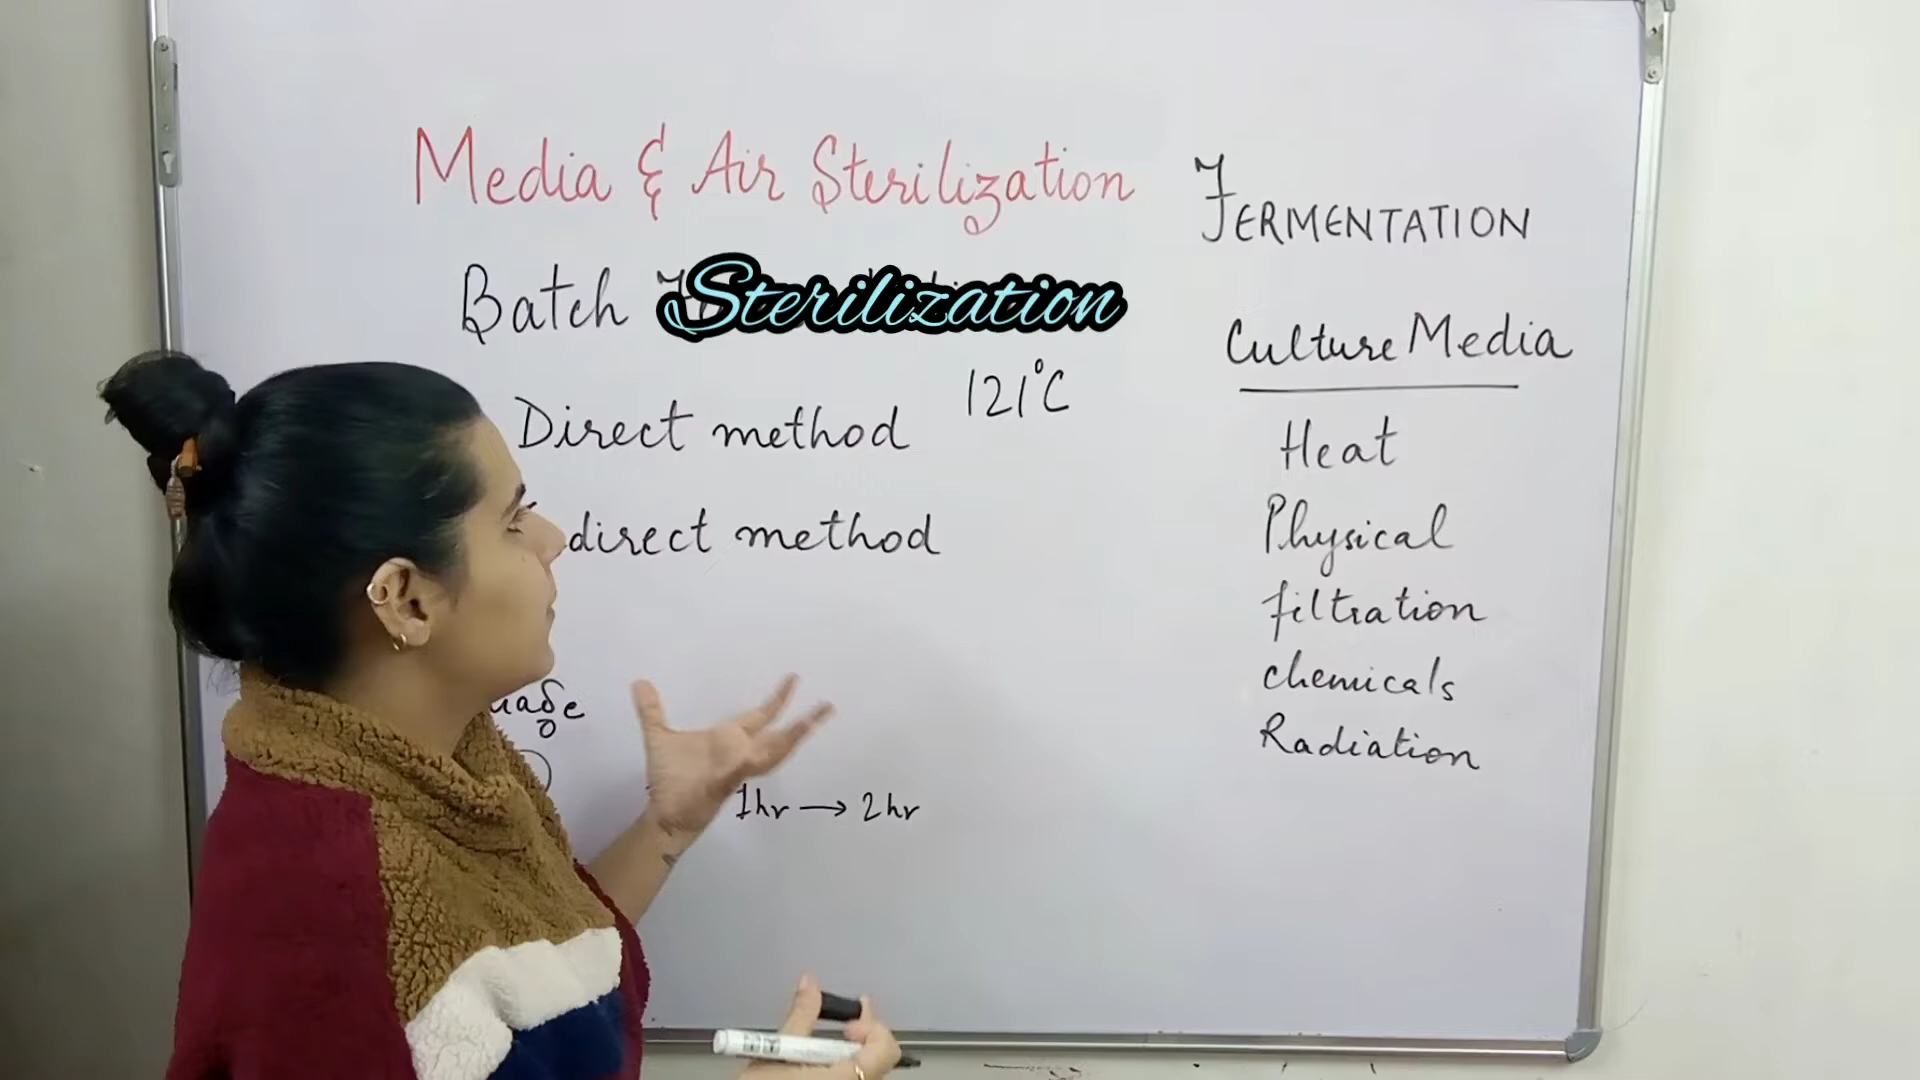 Media & Air Sterilization
Batch Sterilization
Direct method 121°C
direct method
1hr → 2hr
FERMENTATION
Culture Media
Heat
Physical
filtration
chemicals
Radiation